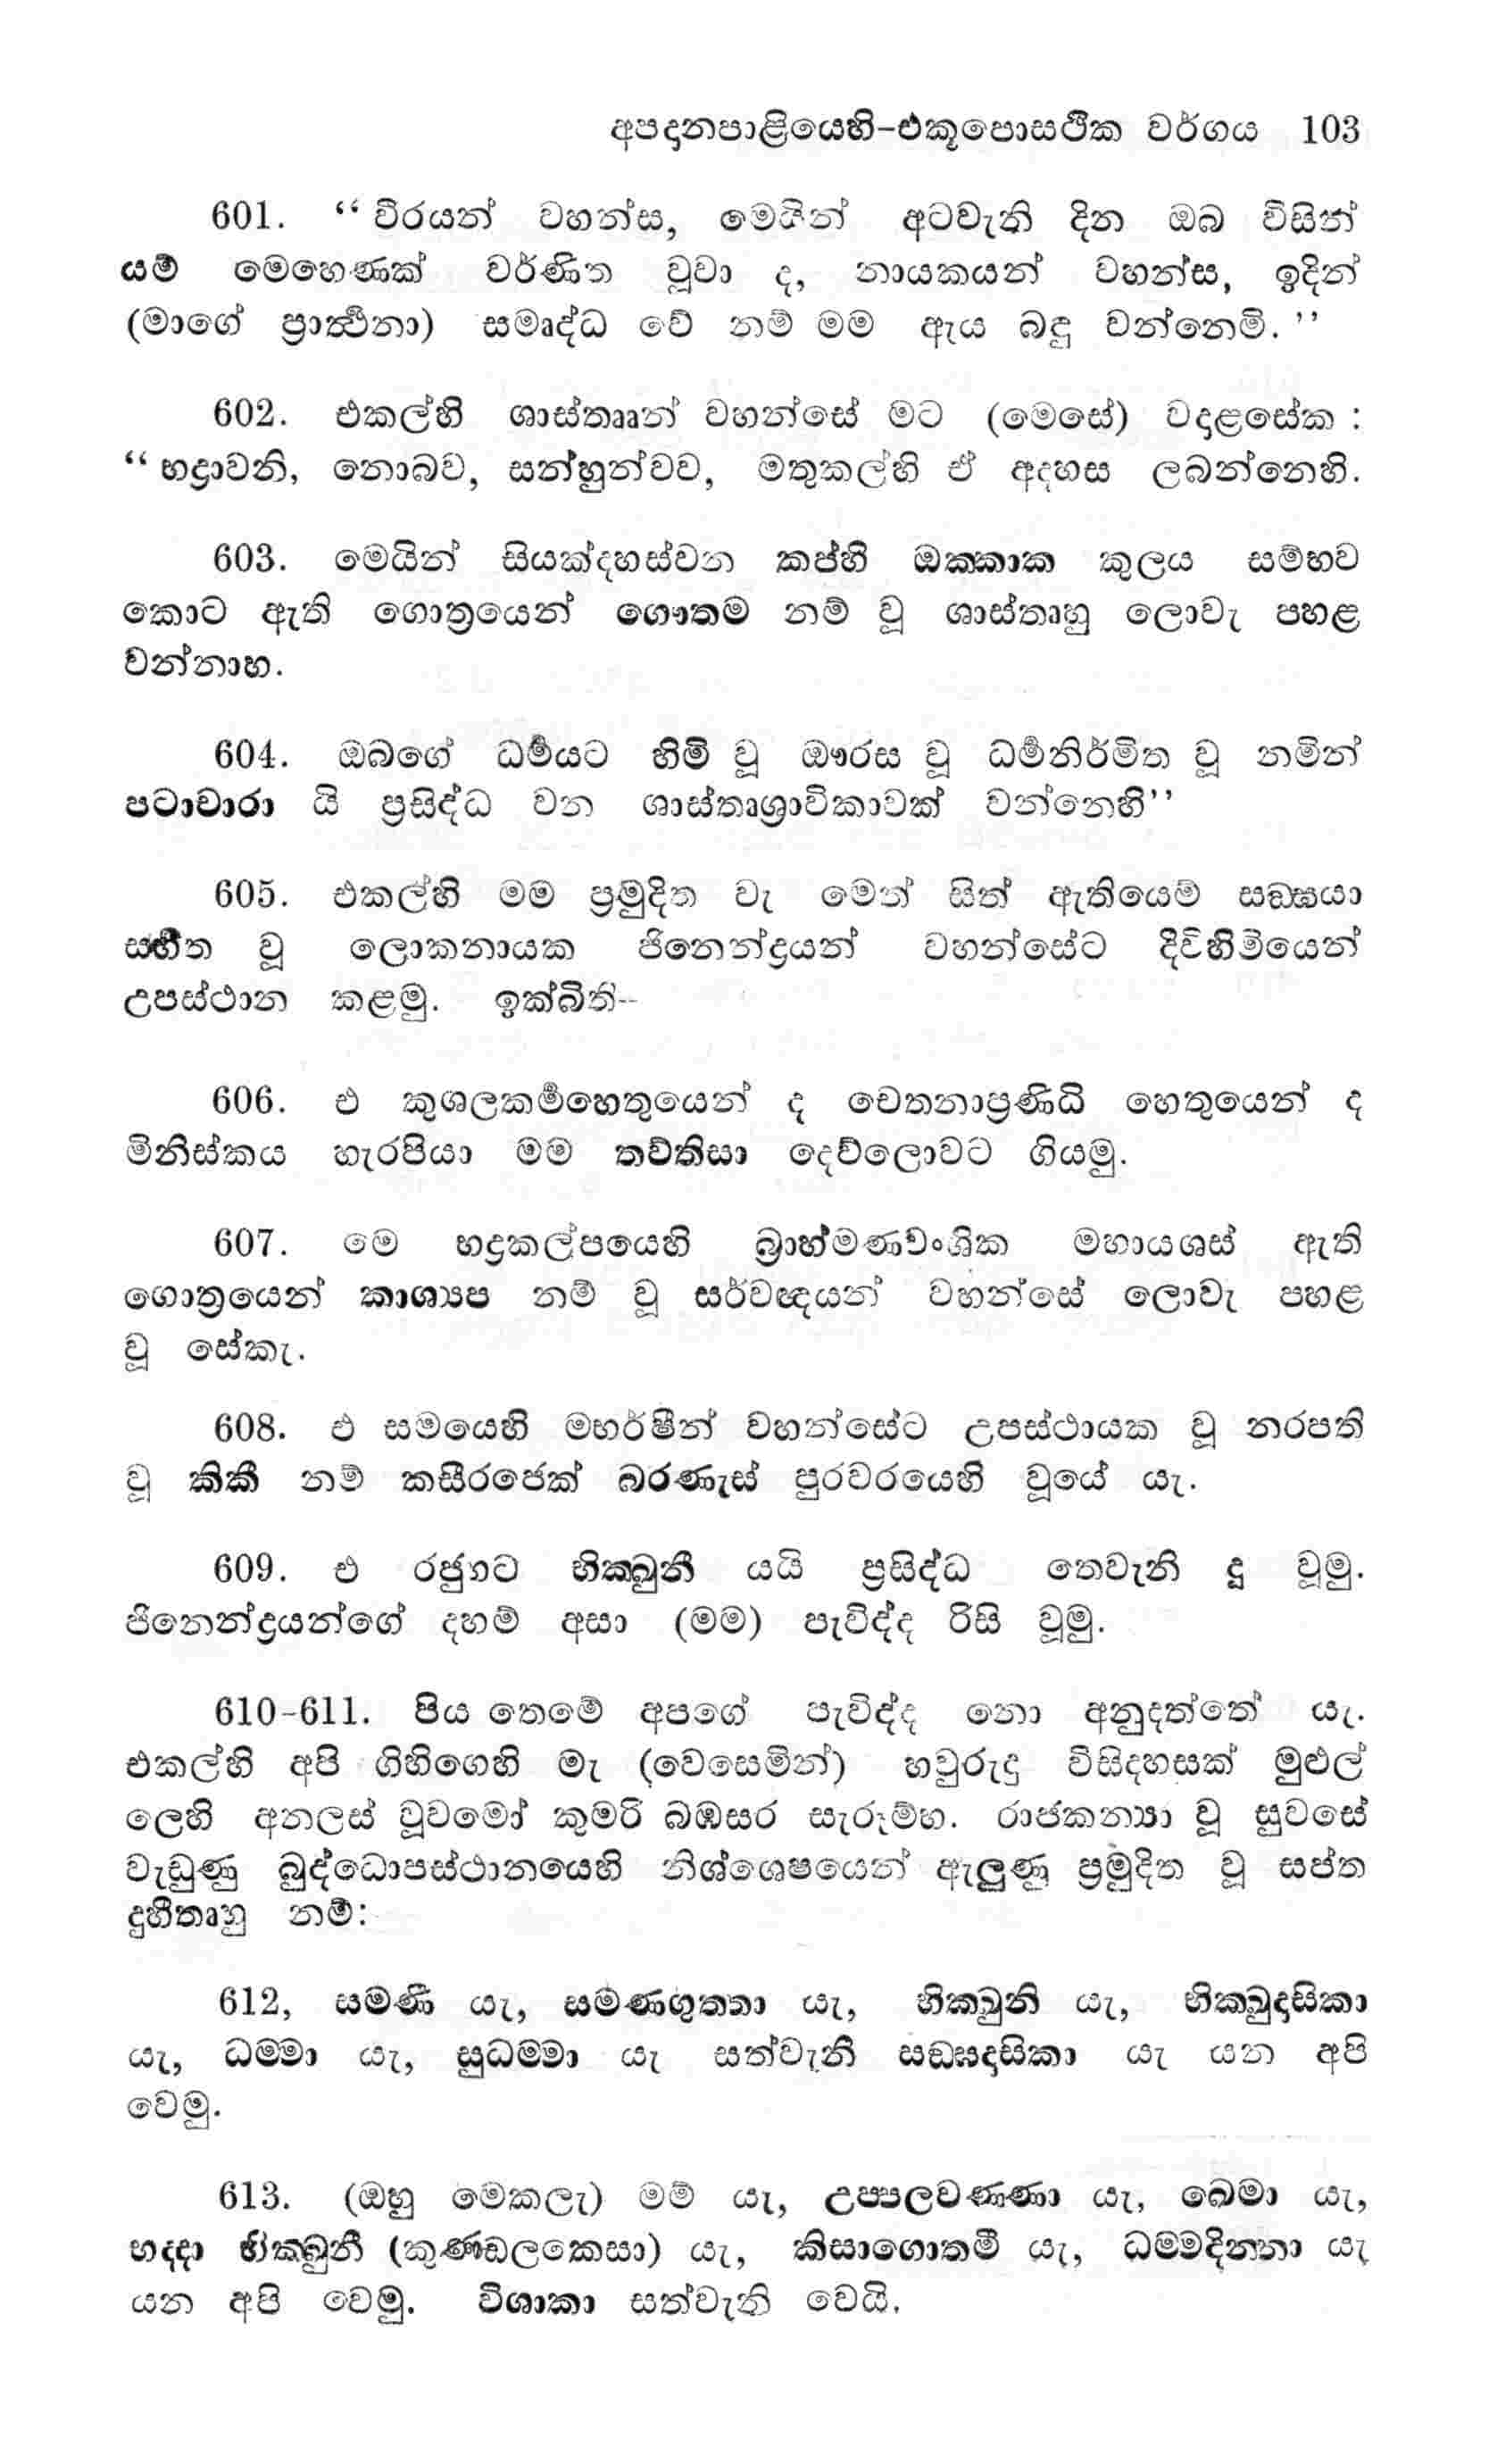 අපදානපාළියෙහි-එකූපොසථික වර්ගය 103
601. “වීරයන් වහන්ස, මෙයින් අටවැනි දින ඔබ විසින්
යම් මෙහෙණක් වර්ණිත වූවා ද, නායකයන් වහන්ස, ඉදින්
(මාගේ ප්‍රාර්‍ථනා) සමෘද්ධ වේ නම් මම ඇය බඳු වන්නෙමි.’’
602. එකල්හි ශාස්තෲන් වහන්සේ මට (මෙසේ) වදාළසේක :
“භද්‍රාවනි, නොබව, සන්හුන්වව, මතුකල්හි ඒ අදහස ලබන්නෙහි.
603. මෙයින් සියක්දහස්වන කප්හි ඔක්කාක කුලය සම්භව
කොට ඇති ගොත්‍රයෙන් ගෞතම නම් වූ ශාස්තෘහු ලොවැ පහළ
වන්නාහ.
604. ඔබගේ ධර්‍මයට හිමි වූ ඖරස වූ ධර්‍මනිර්මිත වූ නමින්
පටාචාරා යි ප්‍රසිද්ධ වන ශාස්තෘශ්‍රාවිකාවක් වන්නෙහි’’
605. එකල්හි මම ප්‍රමුදිත වැ මෙත් සිත් ඇතියෙම් සඞ්ඝයා
සහිත වූ ලොකනායක ජිනෙන්ද්‍රයන් වහන්සේට දිවිහිමියෙන්
උපස්ථාන කළමු. ඉක්බිති--
606. එ කුශලකර්‍මහෙතුයෙන් ද චෙතනාප්‍රණිධි හෙතුයෙන් ද
මිනිස්කය හැරපියා මම තව්තිසා දෙව්ලොවට ගියමු.
607. මෙ භද්‍රකල්පයෙහි බ්‍රාහ්මණවංශික මහායශස් ඇති
ගොත්‍රයෙන් කාශ්‍යප නම් වූ සර්වඥයන් වහන්සේ ලොවැ පහළ
වූ සේකැ.
608. එ සමයෙහි මහර්ෂීන් වහන්සේට උපස්ථායක වූ නරපති
වූ කිකී නම් කසීරජෙක් බරණැස් පුරවරයෙහි වූයේ යැ.
609. එ රජුහට භික්ඛුනී යයි ප්‍රසිද්ධ තෙවැනි දූ වූමු.
ජිනෙන්ද්‍රයන්ගේ දහම් අසා (මම) පැවිද්ද රිසි වූමු.
610-611. පිය තෙමේ අපගේ පැවිද්ද නො අනුදත්තේ යැ.
එකල්හි අපි ගිහිගෙහි මැ (වෙසෙමින්) හවුරුදු විසිදහසක් මුළුල්
ලෙහි අනලස් වූවමෝ කුමරි බඹසර සැරූම්හ. රාජකන්‍යා වූ සුවසේ
වැඩුණු බුද්ධොපස්ථානයෙහි නිශ්ශෙෂයෙන් ඇලුණු ප්‍රමුදිත වූ සප්ත
දුහිතෘහු නම්:
612, සමණී යැ, සමණගුත්තා යැ, භික්ඛුනි යැ, භික්ඛුදාසිකා
යැ, ධම්මා යැ, සුධම්මා යැ සත්වැනි සඞ්ඝදාසිකා යැ යන අපි
වෙමු.
613. (ඔහු මෙකලැ) මම් යැ, උප්පලවණ්ණා යැ, ඛෙමා යැ,
භද්දා භික්ඛුනී (කුණ්ඩලකෙසා) යැ, කිසාගොතමී යැ, ධම්මදින්නා යැ
යන අපි වෙමු. විශාකා සත්වැනි වෙයි.